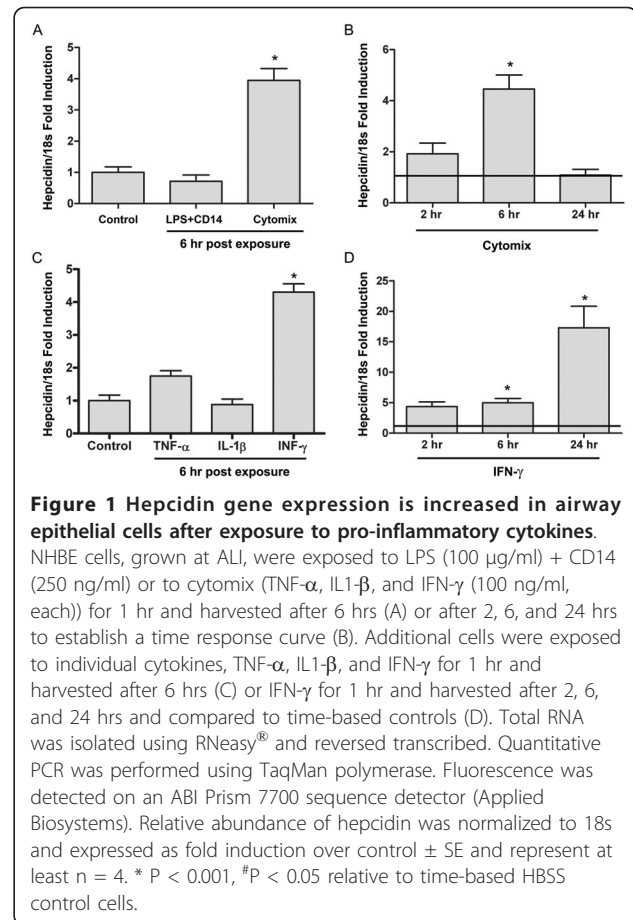 A
Hepcidin/18s Fold Induction
5
4
3
2
1
0
*
Control
LPS+CD14
Cytomix
6 hr post exposure
B
Hepcidin/18s Fold Induction
6
4
2
0
*
2 hr
6 hr
24 hr
Cytomix
C
Hepcidin/18s Fold Induction
5
4
3
2
1
0
*
Control
TNF-α
IL-1β
INF-γ
6 hr post exposure
D
Hepcidin/18s Fold Induction
25
20
15
10
5
0
*
*
2 hr
6 hr
24 hr
IFN-γ
Figure 1 Hepcidin gene expression is increased in airway
epithelial cells after exposure to pro-inflammatory cytokines.
NHBE cells, grown at ALI, were exposed to LPS (100 μg/ml) + CD14
(250 ng/ml) or to cytomix (TNF-α, IL1-β, and IFN-γ (100 ng/ml,
each)) for 1 hr and harvested after 6 hrs (A) or after 2, 6, and 24 hrs
to establish a time response curve (B). Additional cells were exposed
to individual cytokines, TNF-α, IL1-β, and IFN-γ for 1 hr and
harvested after 6 hrs (C) or IFN-γ for 1 hr and harvested after 2, 6,
and 24 hrs and compared to time-based controls (D). Total RNA
was isolated using RNeasy® and reversed transcribed. Quantitative
PCR was performed using TaqMan polymerase. Fluorescence was
detected on an ABI Prism 7700 sequence detector (Applied
Biosystems). Relative abundance of hepcidin was normalized to 18s
and expressed as fold induction over control ± SE and represent at
least n = 4. * P < 0.001, #P < 0.05 relative to time-based HBSS
control cells.